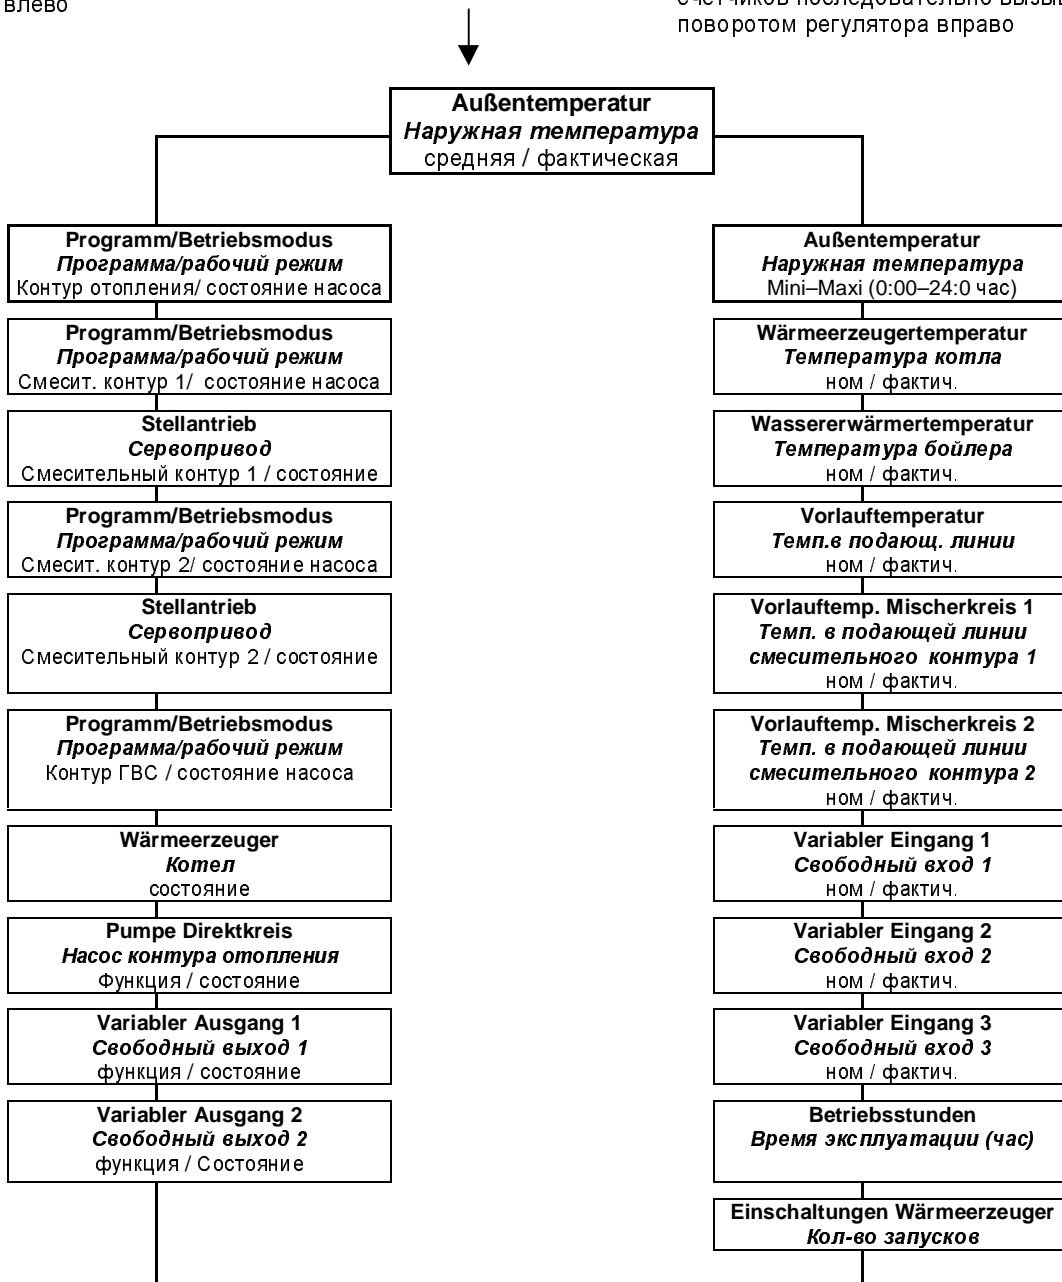 влево
поворотом регулятора вправо
Außentemperatur
Наружная температура
средняя / фактическая
Programm/Betriebsmodus
Программа/рабочий режим
Контур отопления/ состояние насоса
Programm/Betriebsmodus
Программа/рабочий режим
Смесит. контур 1/ состояние насоса
Stellantrieb
Сервопривод
Смесительный контур 1 / состояние
Programm/Betriebsmodus
Программа/рабочий режим
Смесит. контур 2/ состояние насоса
Stellantrieb
Сервопривод
Смесительный контур 2 / состояние
Programm/Betriebsmodus
Программа/рабочий режим
Контур ГВС / состояние насоса
Wärmeerzeuger
Котел
состояние
Pumpe Direktkreis
Насос контура отопления
Функция / состояние
Variabler Ausgang 1
Свободный выход 1
функция / состояние
Variabler Ausgang 2
Свободный выход 2
функция / Состояние
Außentemperatur
Наружная температура
Mini–Maxi (0:00–24:0 час)
Wärmeerzeugertemperatur
Температура котла
ном / фактич.
Wassererwärmertemperatur
Температура бойлера
ном / фактич.
Vorlauftemperatur
Темп.в подающ. линии
ном / фактич.
Vorlauftemp. Mischerkreis 1
Темп. в подающей линии
смесительного контура 1
ном / фактич.
Vorlauftemp. Mischerkreis 2
Темп. в подающей линии
смесительного контура 2
ном / фактич.
Variabler Eingang 1
Свободный вход 1
ном / фактич.
Variabler Eingang 2
Свободный вход 2
ном / фактич.
Variabler Eingang 3
Свободный вход 3
ном / фактич.
Betriebsstunden
Время эксплуатации (час)
Einschaltungen Wärmeerzeuger
Кол-во запусков